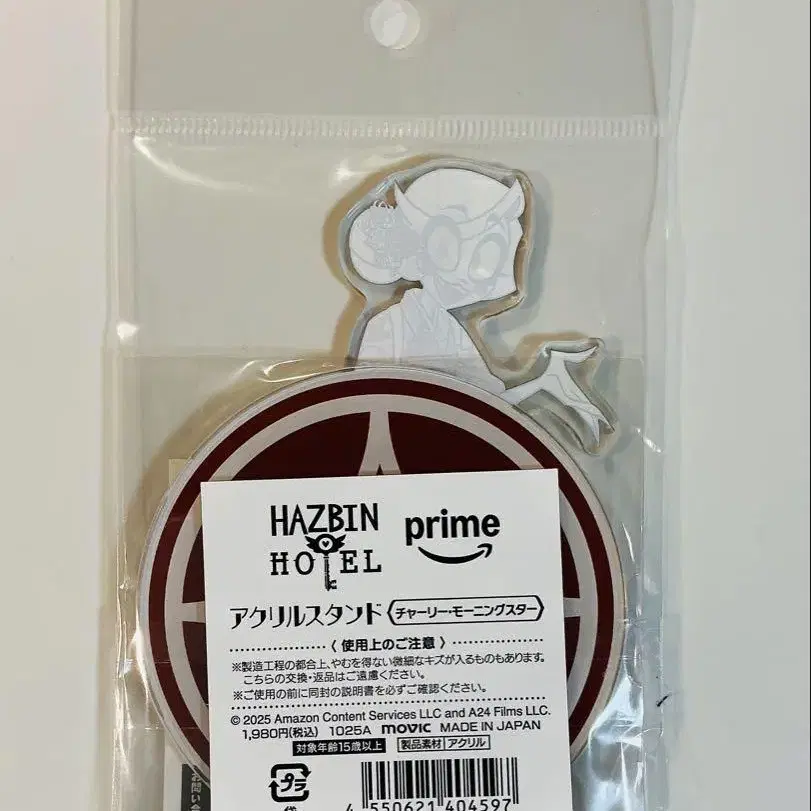 HAZBIN
HOTEL
prime
アクリルスタンド〈チャーリー・モーニングスター〉
〈使用上のご注意〉
※製造工程の都合上、やむを得ない微細なキズが入るものもあります。
こちらの交換・返品はご遠慮ください。
※ご使用の前に同封の説明書を必ずご確認ください。
© 2025 Amazon Content Services LLC and A24 Films LLC.
1,980円(税込) 1025A movic MADE IN JAPAN
対象年齢15歳以上 製品素材 アクリル
プラ
袋
4 550621 404597